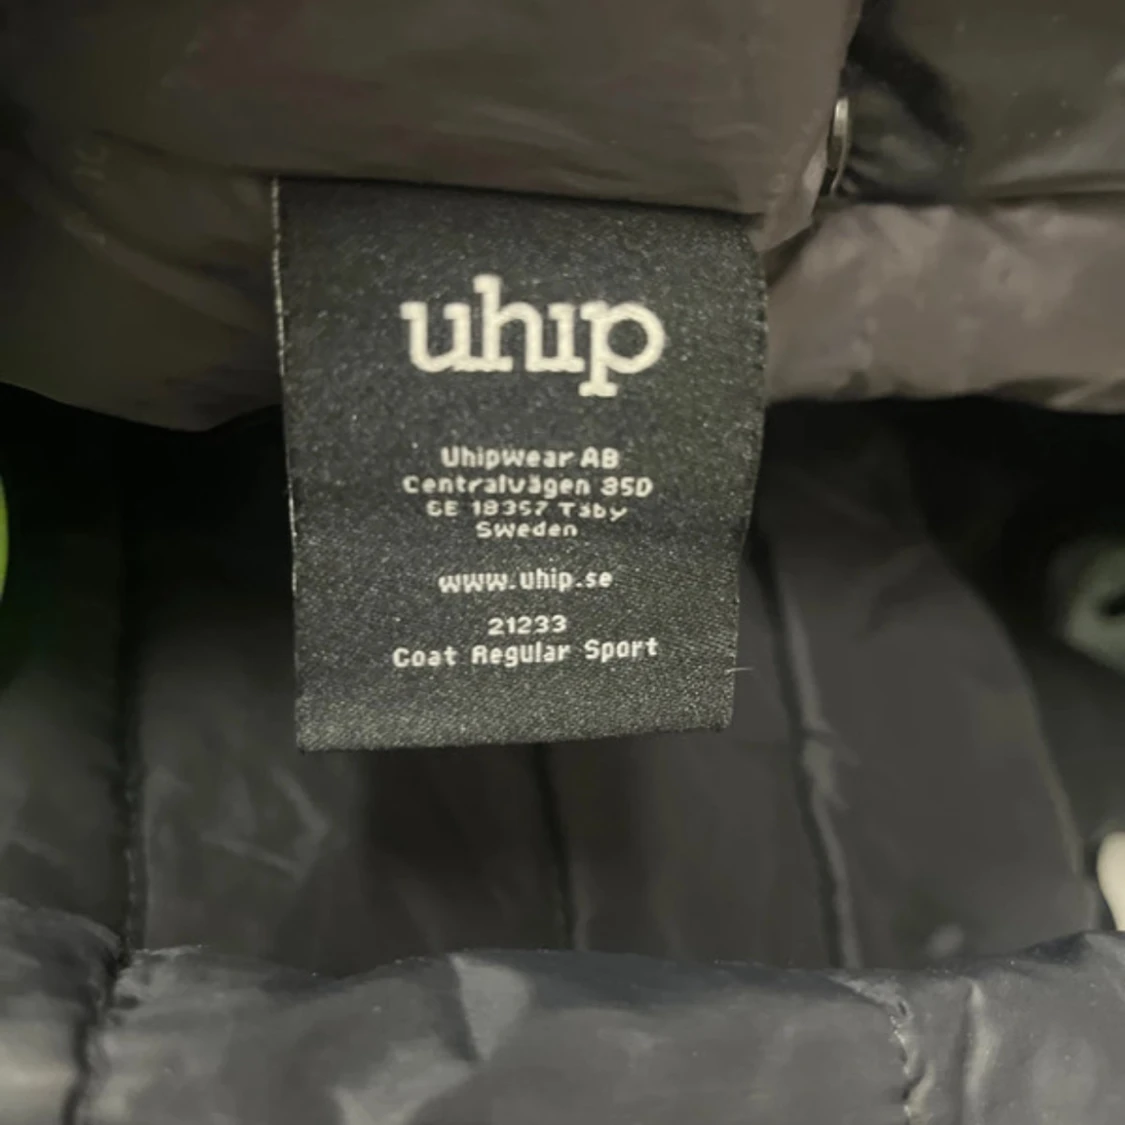 uhip
Uhipwear AB
Centralvägen 35D
SE 18357 Täby
Sweden
www.uhip.se
21233
Coat Regular Sport